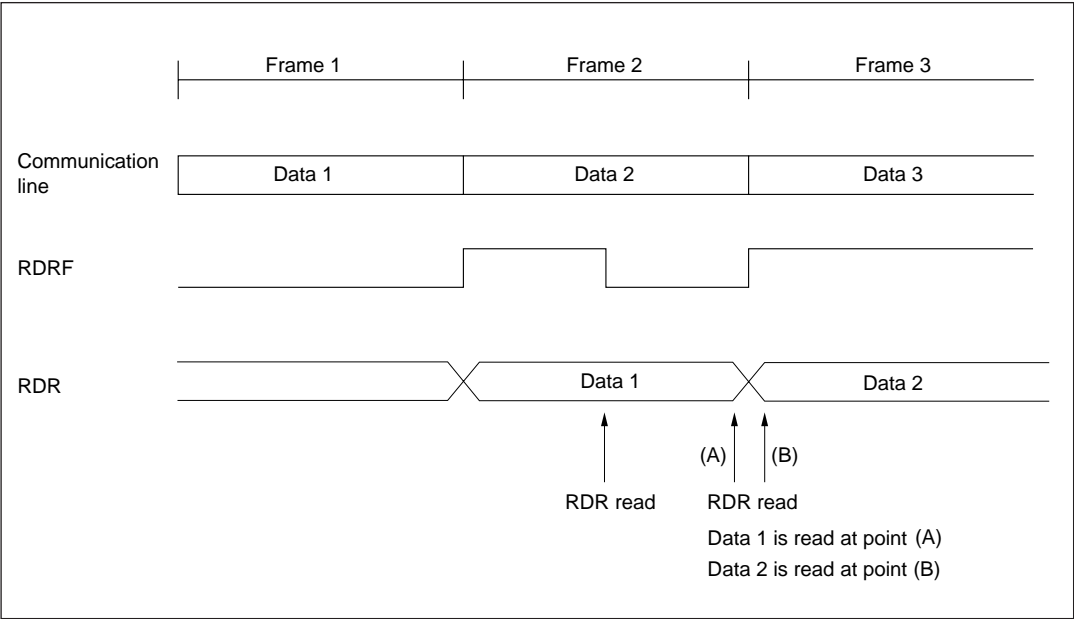 Frame 1 Frame 2 Frame 3
Communication
line
Data 1 Data 2 Data 3
RDRF
RDR
Data 1 Data 2
(A) (B)
RDR read RDR read
Data 1 is read at point (A)
Data 2 is read at point (B)